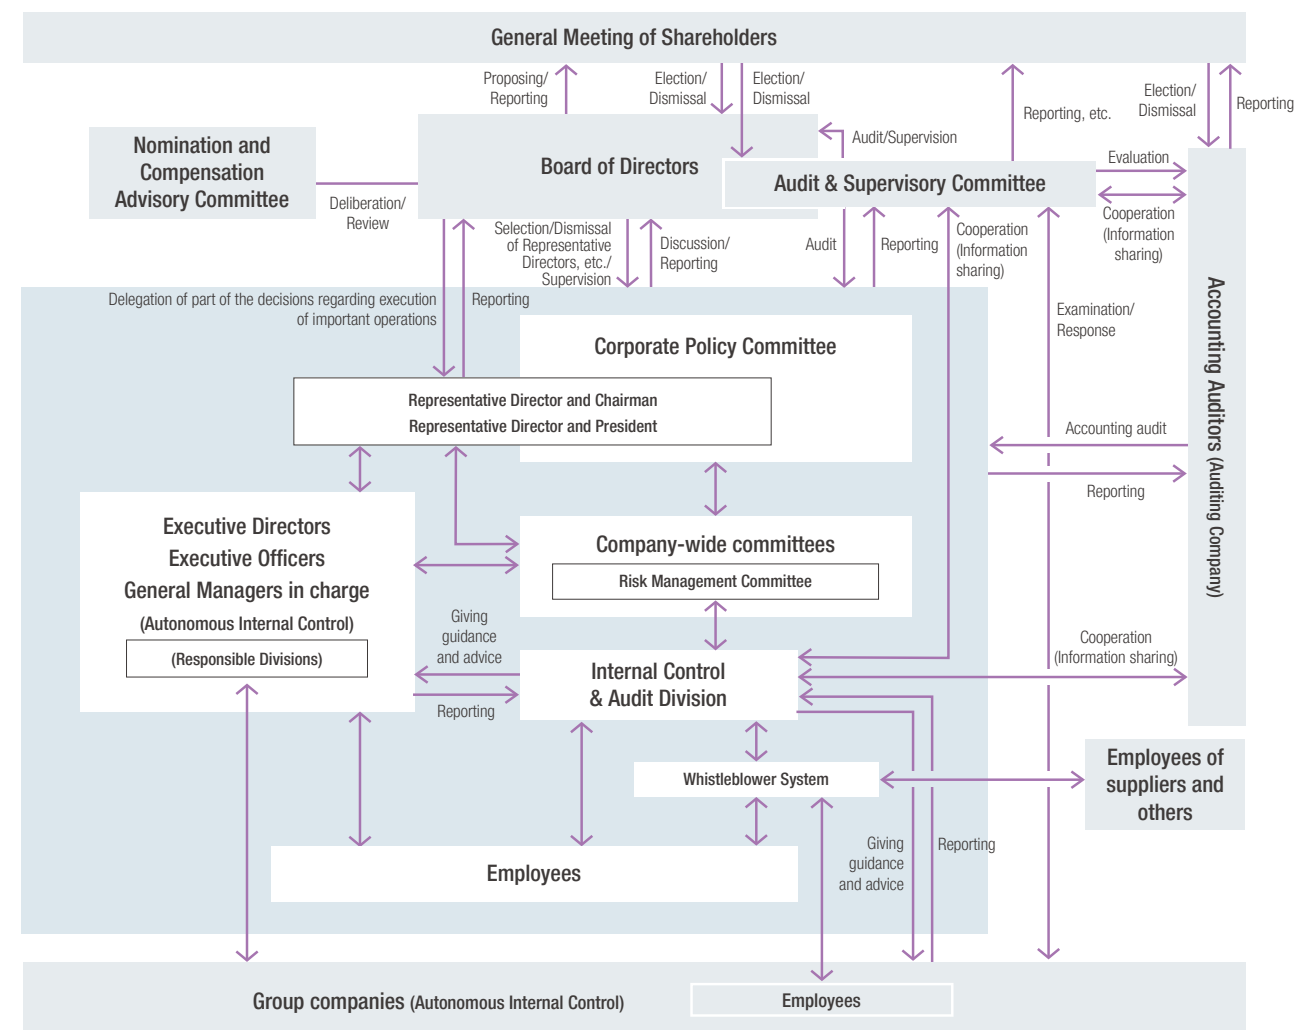 General Meeting of Shareholders
Proposing/
Reporting
Election/
Dismissal
Election/
Dismissal
Reporting, etc.
Election/
Dismissal
Reporting
Nomination and
Compensation
Advisory Committee
Deliberation/
Review
Board of Directors
Audit/Supervision
Audit & Supervisory Committee
Evaluation
Cooperation
(Information
sharing)
Selection/Dismissal
of Representative
Directors, etc./
Supervision
Discussion/
Reporting
Audit
Reporting
Cooperation
(Information
sharing)
Delegation of part of the decisions regarding execution
of important operations
Reporting
Examination/
Response
Accounting Auditors (Auditing Company)
Corporate Policy Committee
Representative Director and Chairman
Representative Director and President
Accounting audit
Reporting
Executive Directors
Executive Officers
General Managers in charge
(Autonomous Internal Control)
(Responsible Divisions)
Company-wide committees
Risk Management Committee
Giving
guidance
and advice
Reporting
Internal Control
& Audit Division
Cooperation
(Information sharing)
Whistleblower System
Employees of
suppliers and
others
Employees
Giving
guidance
and advice
Reporting
Group companies (Autonomous Internal Control)
Employees